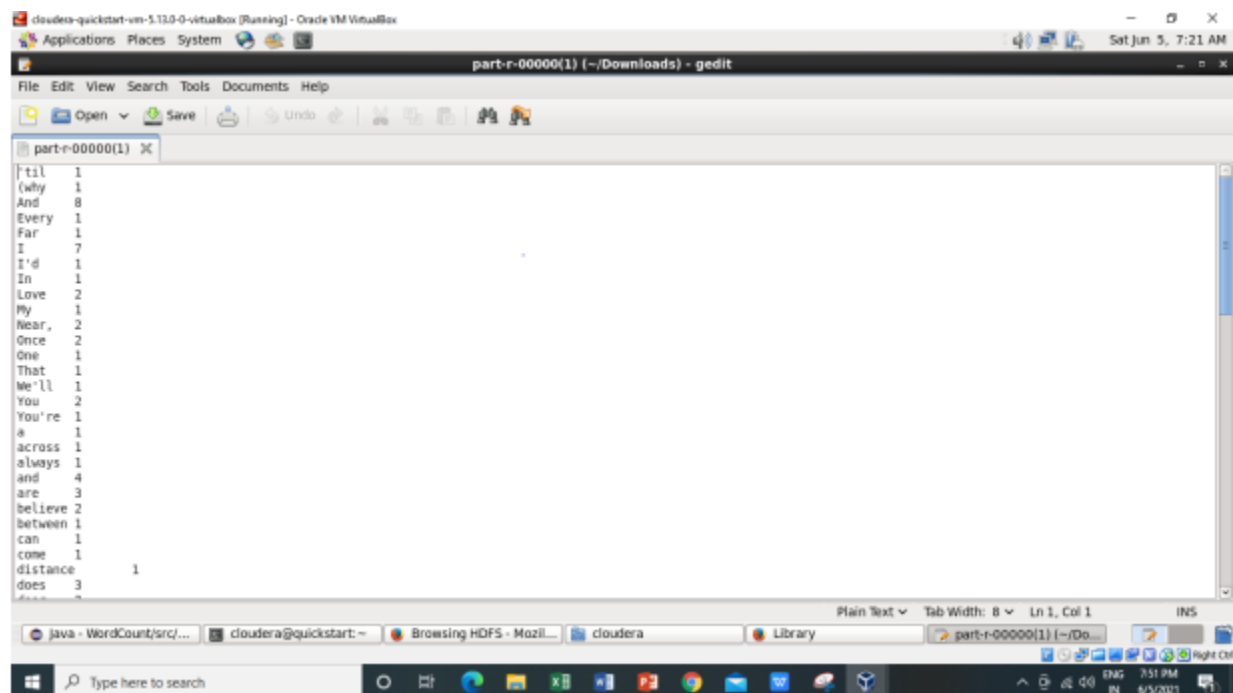 cloudera-quickstart-vm-5.13.0-0-virtualbox [Running] - Oracle VM VirtualBox
Applications Places System Sat Jun 5, 7:21 AM
part-r-00000(1) (~/Downloads) - gedit
File Edit View Search Tools Documents Help
Open Save Undo
part-r-00000(1)
'til 1
(why 1
And 8
Every 1
Far 1
I 7
I'd 1
In 1
Love 2
My 1
Near, 2
Once 2
One 1
That 1
We'll 1
You 2
You're 1
a 1
across 1
always 1
and 4
are 3
believe 2
between 1
can 1
come 1
distance 1
does 3
Plain Text Tab Width: 8 Ln 1, Col 1 INS
Java - WordCount/src/... cloudera@quickstart:~ Browsing HDFS - Mozil... cloudera Library part-r-00000(1) (~/Do...
Right Ctrl
Type here to search ENG 7:51 PM
IN 6/5/2021